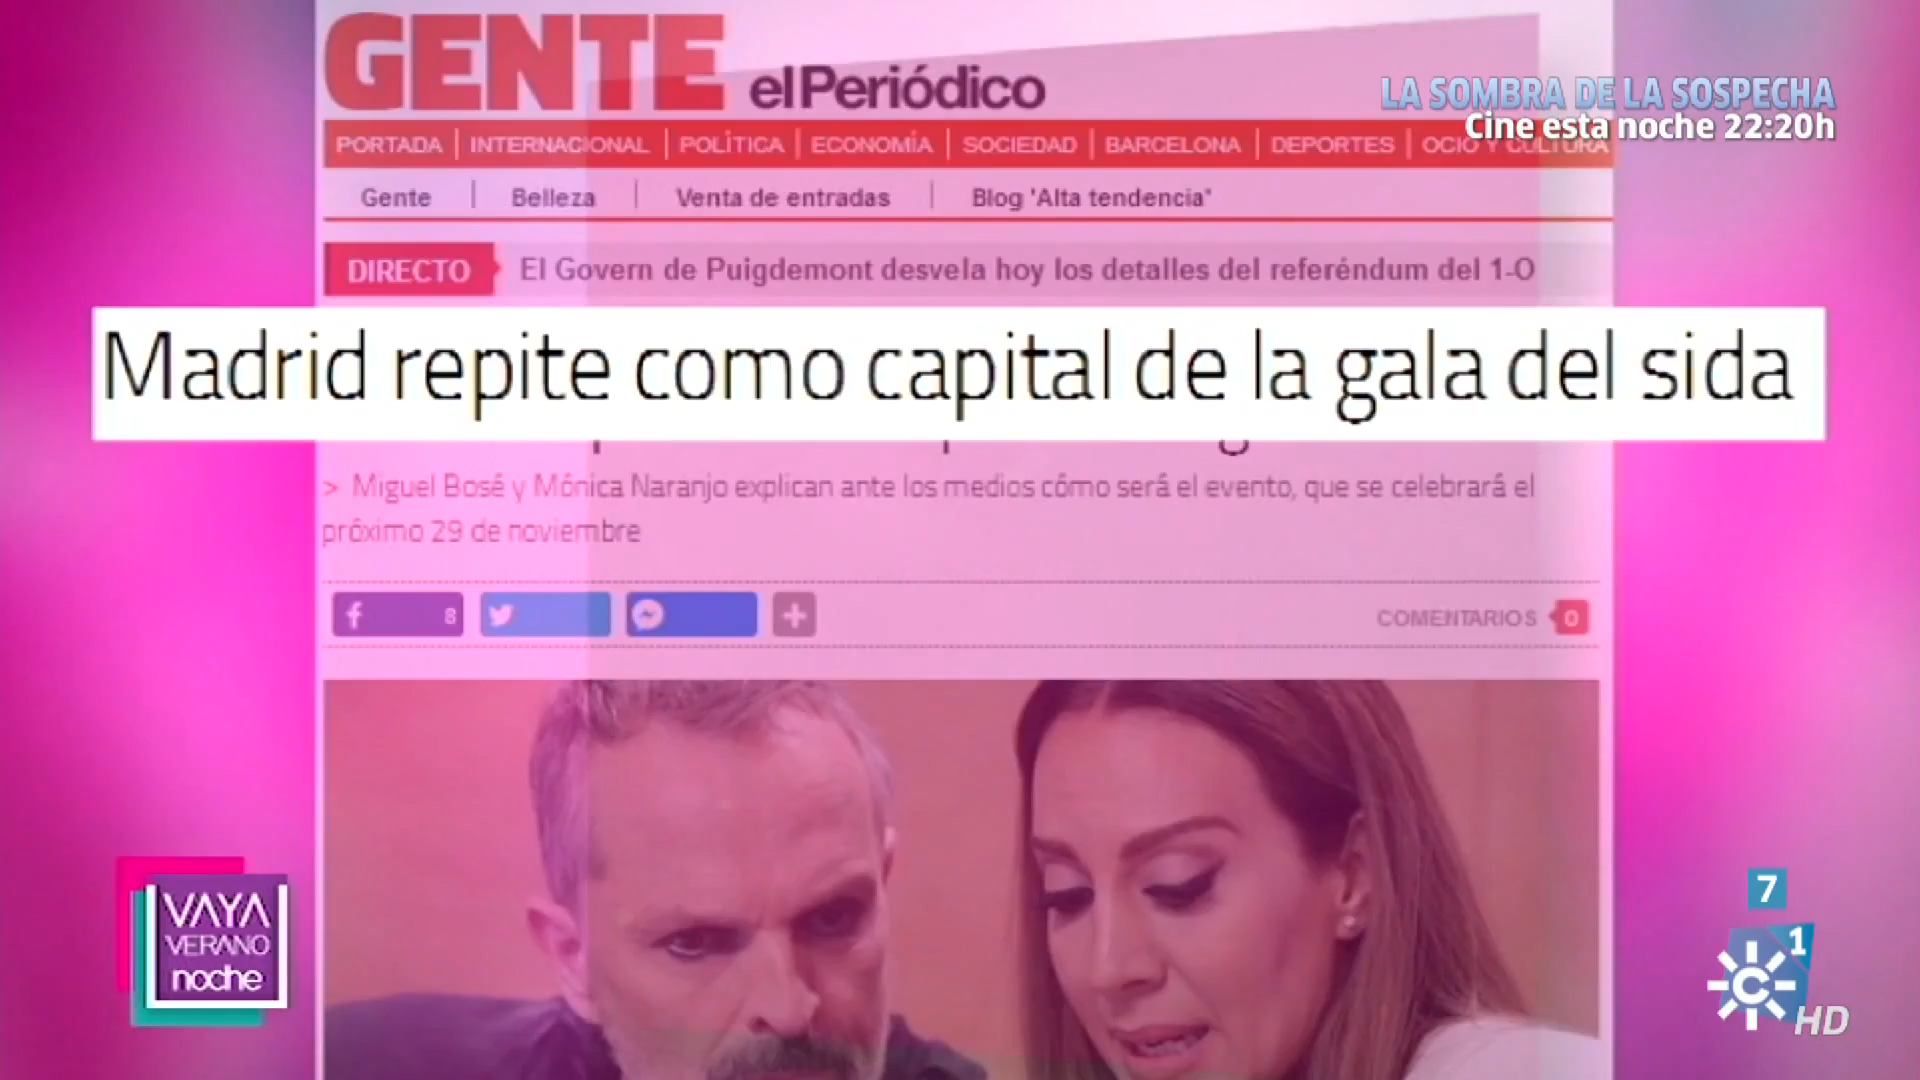 GENTE elPeriódico
LA SOMBRA DE LA SOSPECHA
Cine esta noche 22:20h
PORTADA INTERNACIONAL POLÍTICA ECONOMÍA SOCIEDAD BARCELONA DEPORTES OCIO Y CULTURA
Gente Belleza Venta de entradas Blog 'Alta tendencia'
DIRECTO El Govern de Puigdemont desvela hoy los detalles del referéndum del 1-O
Madrid repite como capital de la gala del sida
> Miguel Bosé y Mónica Naranjo explican ante los medios cómo será el evento, que se celebrará el
próximo 29 de noviembre
8
COMENTARIOS 0
VAYA
VERANO
noche
7
1
C
HD